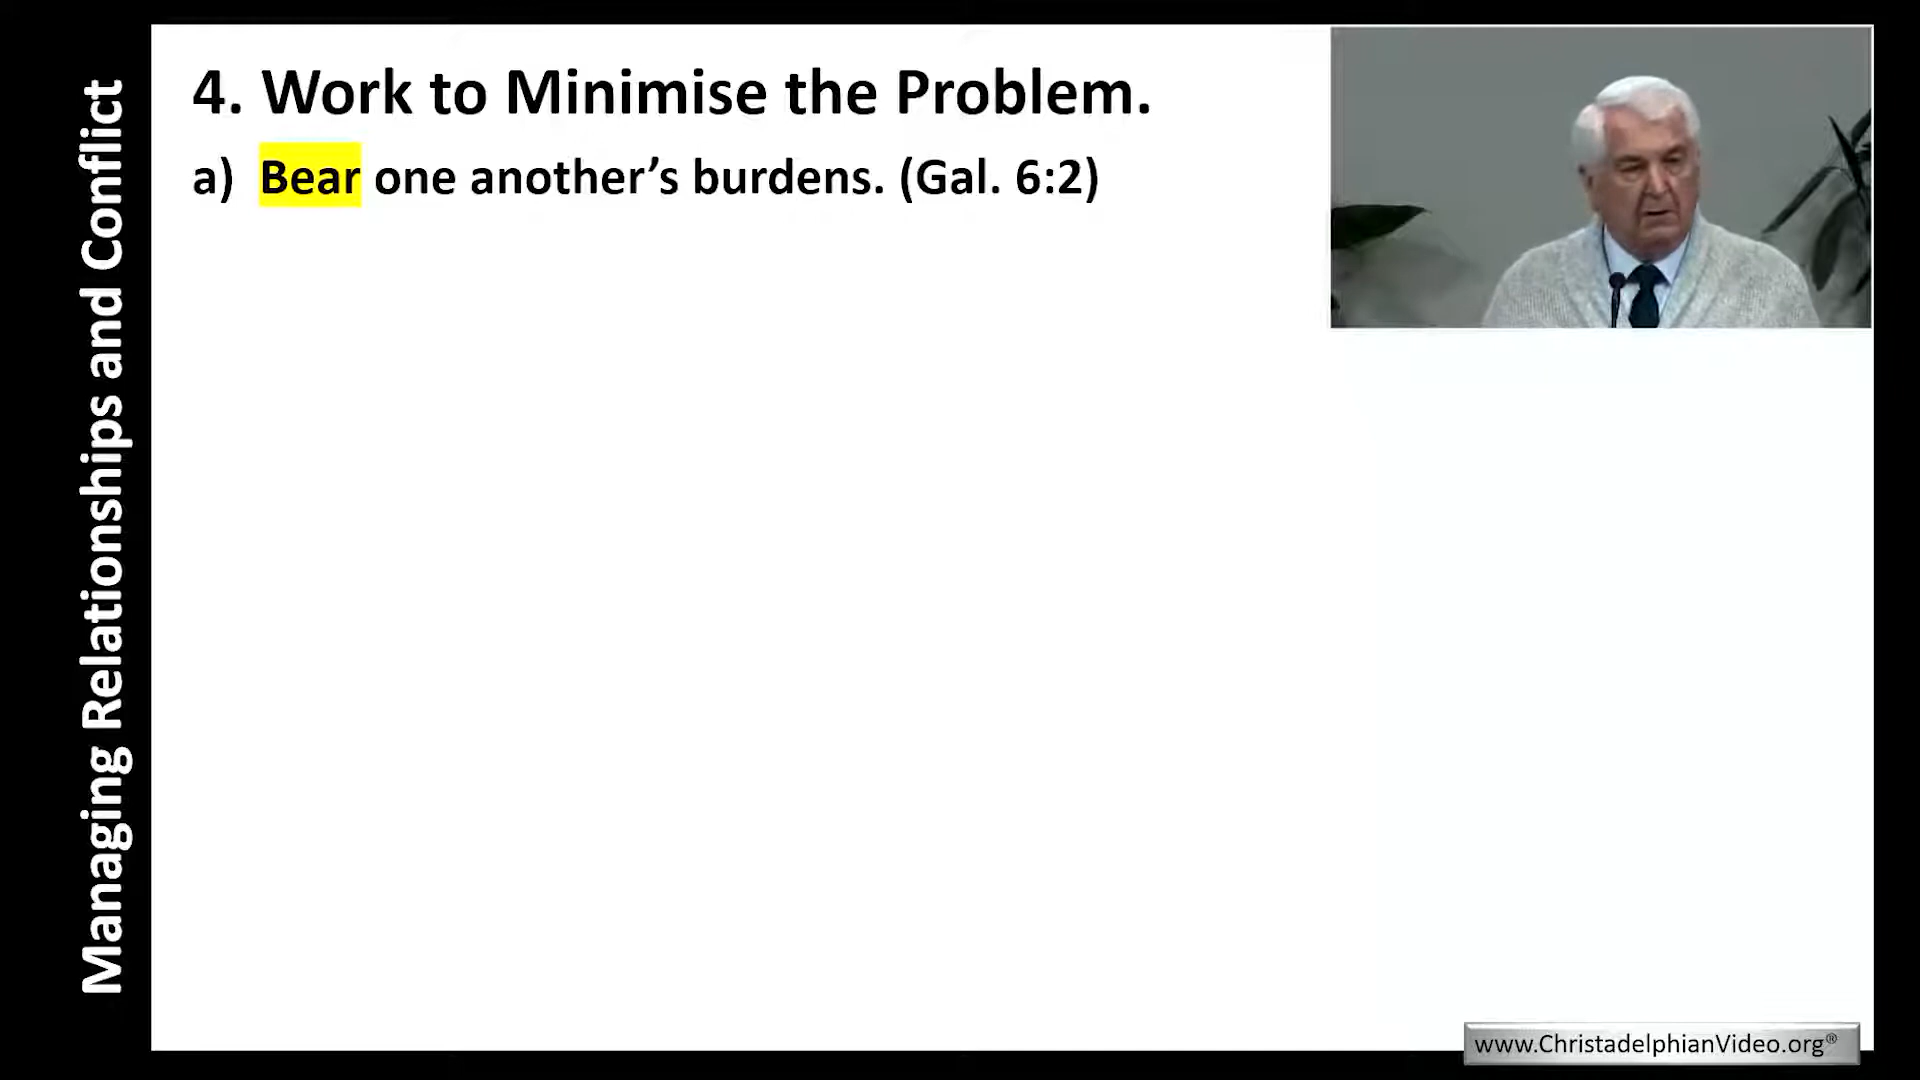 Managing Relationships and Conflict
4. Work to Minimise the Problem.
a) Bear one another’s burdens. (Gal. 6:2)
www.ChristadelphianVideo.org®